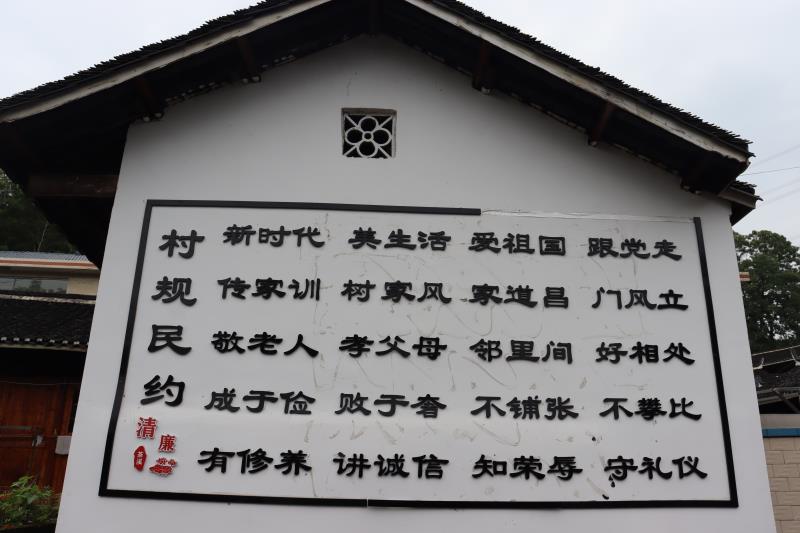 村规民约
新时代 美生活 爱祖国 跟党走
传家训 树家风 家道昌 门风立
敬老人 孝父母 邻里间 好相处
成于俭 败于奢 不铺张 不攀比
有修养 讲诚信 知荣辱 守礼仪
清廉